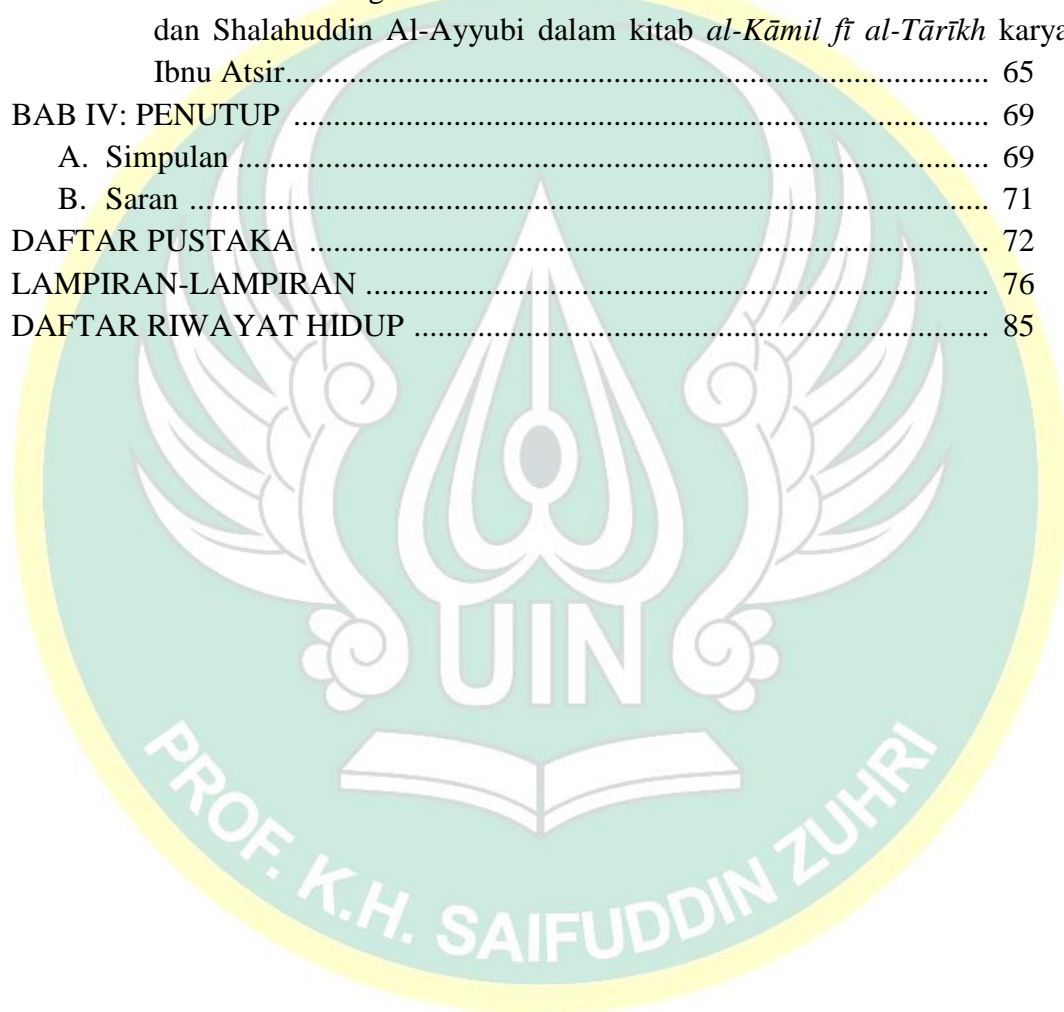 dan Shalahuddin Al-Ayyubi dalam kitab al-Kāmil fī al-Tārīkh karya
Ibnu Atsir.......................................................................... 65
BAB IV: PENUTUP .......................................................................... 69
A. Simpulan .......................................................................... 69
B. Saran .......................................................................... 71
DAFTAR PUSTAKA .......................................................................... 72
LAMPIRAN-LAMPIRAN .......................................................................... 76
DAFTAR RIWAYAT HIDUP .......................................................................... 85
UIN
PROF. K.H. SAIFUDDIN ZUHRI